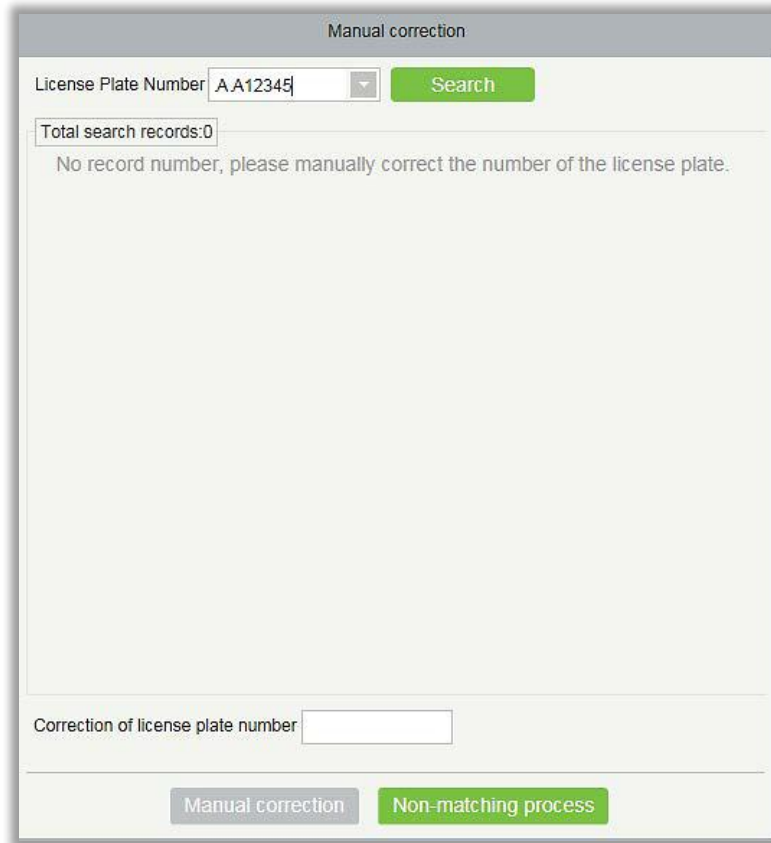 Manual correction
License Plate Number A.A12345 Search
Total search records:0
No record number, please manually correct the number of the license plate.
Correction of license plate number
Manual correction Non-matching process